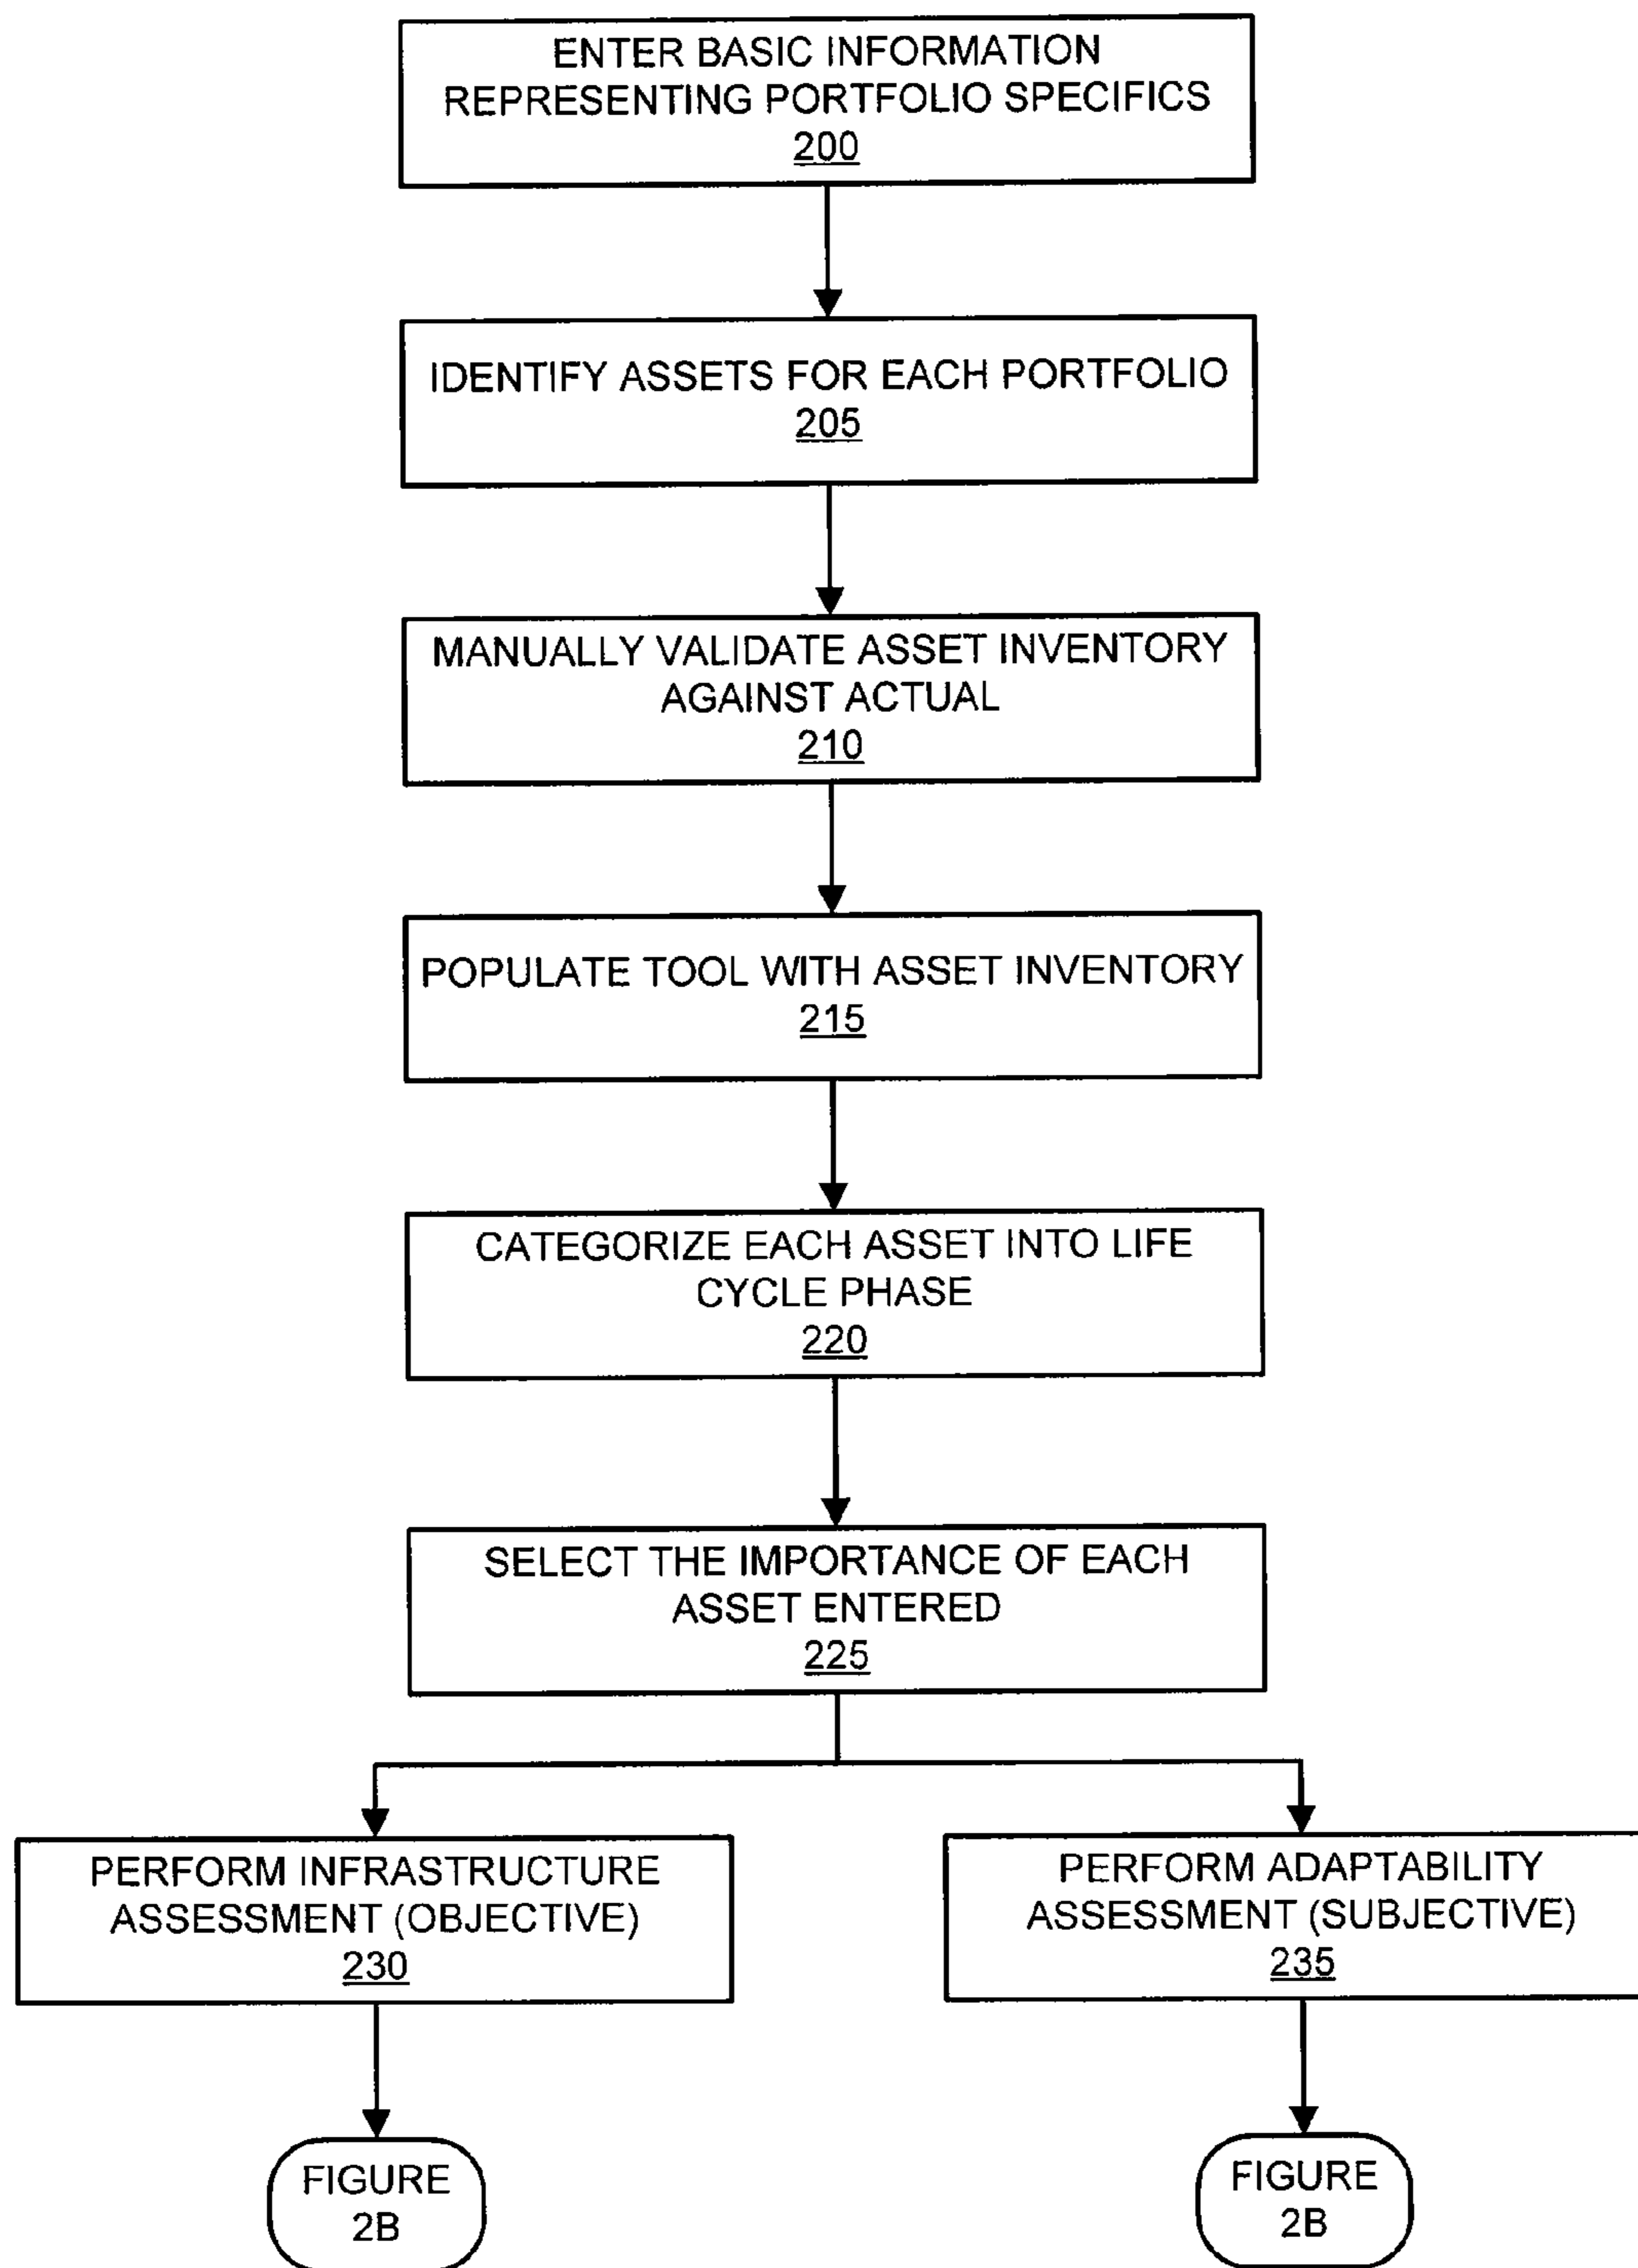 ENTER BASIC INFORMATION
REPRESENTING PORTFOLIO SPECIFICS
200
IDENTIFY ASSETS FOR EACH PORTFOLIO
205
MANUALLY VALIDATE ASSET INVENTORY
AGAINST ACTUAL
210
POPULATE TOOL WITH ASSET INVENTORY
215
CATEGORIZE EACH ASSET INTO LIFE
CYCLE PHASE
220
SELECT THE IMPORTANCE OF EACH
ASSET ENTERED
225
PERFORM INFRASTRUCTURE
ASSESSMENT (OBJECTIVE)
230
PERFORM ADAPTABILITY
ASSESSMENT (SUBJECTIVE)
235
FIGURE
2B
FIGURE
2B